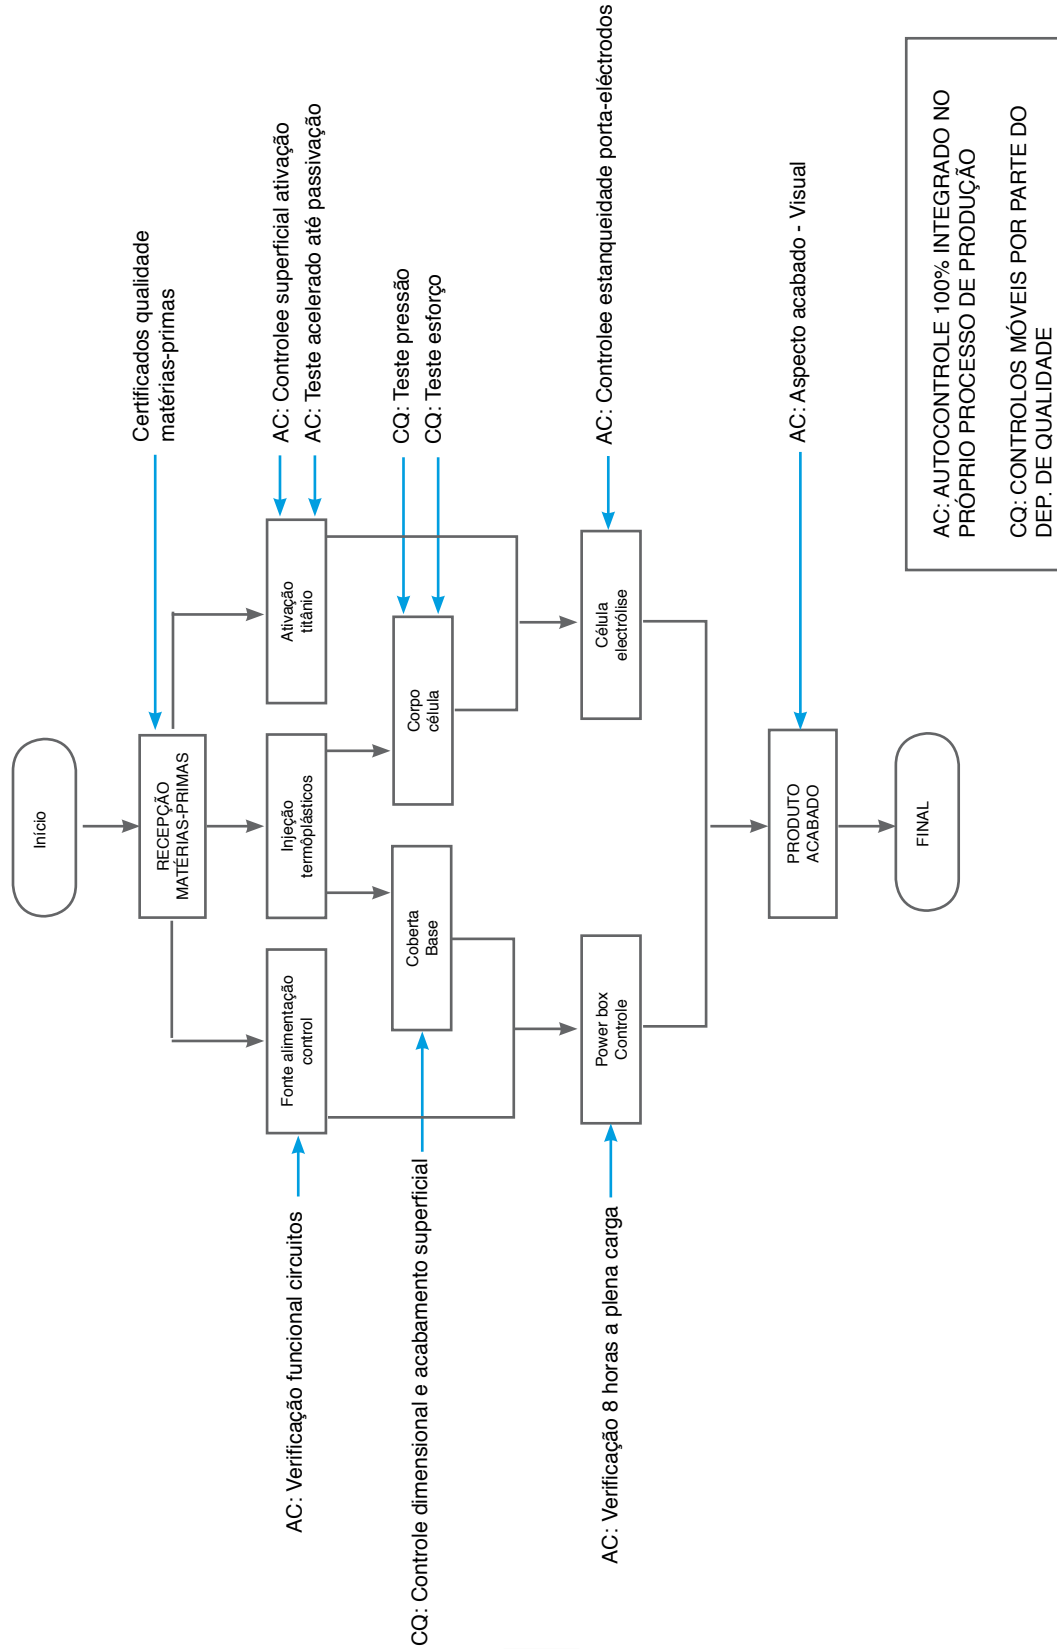 Início
Certificados qualidade
matérias-primas
RECEPÇÃO
MATÉRIAS-PRIMAS
AC: Verificação funcional circuitos
Fonte alimentação
control
Injeção
termôplásticos
Ativação
titânio
AC: Controlee superficial ativação
AC: Teste acelerado até passivação
CQ: Controle dimensional e acabamento superficial
Coberta
Base
Corpo
célula
CQ: Teste pressão
CQ: Teste esforço
AC: Verificação 8 horas a plena carga
Power box
Controle
Célula
electrólise
AC: Controlee estanqueidade porta-eléctrodos
PRODUTO
ACABADO
AC: Aspecto acabado - Visual
FINAL
AC: AUTOCONTROLE 100% INTEGRADO NO
PRÓPRIO PROCESSO DE PRODUÇÃO
CQ: CONTROLOS MÓVEIS POR PARTE DO
DEP. DE QUALIDADE